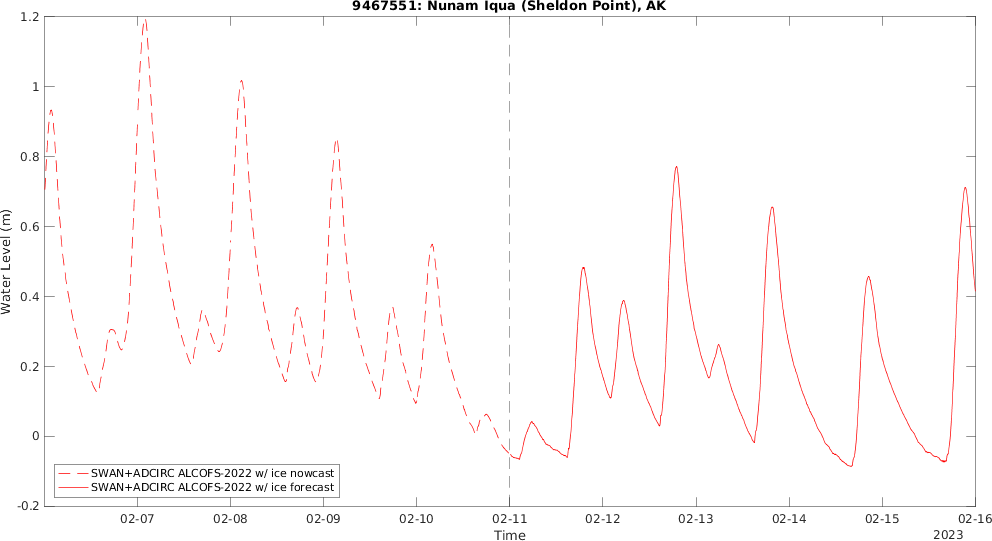 9467551: Nunam Iqua (Sheldon Point), AK
1.2
1
0.8
0.6
0.4
0.2
0
-0.2
Water Level (m)
SWAN+ADCIRC ALCOFS-2022 w/ ice nowcast
SWAN+ADCIRC ALCOFS-2022 w/ ice forecast
02-07 02-08 02-09 02-10 02-11 02-12 02-13 02-14 02-15 02-16
Time
2023